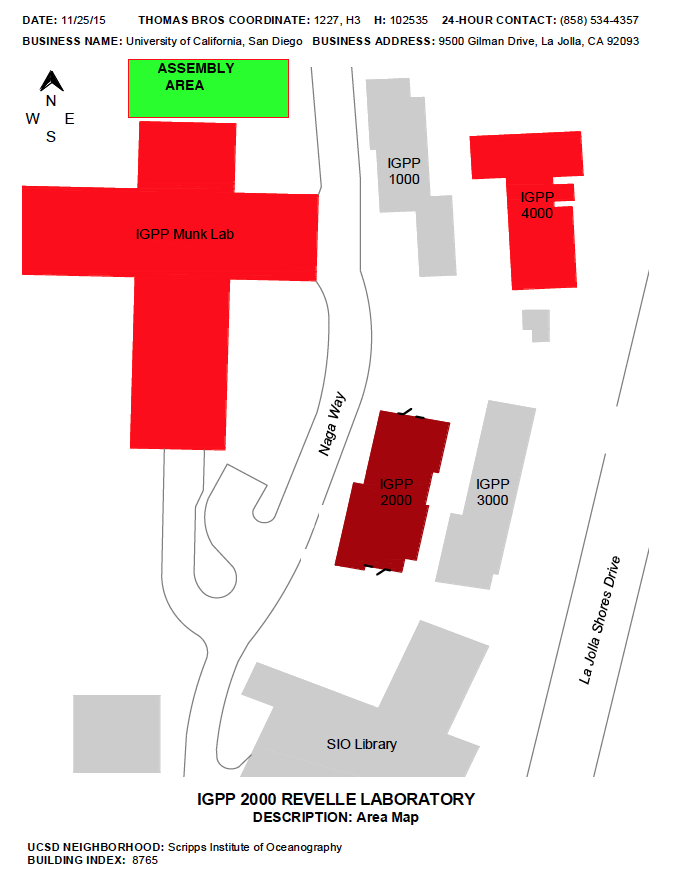 DATE: 11/25/15 THOMAS BROS COORDINATE: 1227, H3 H: 102535 24-HOUR CONTACT: (858) 534-4357
BUSINESS NAME: University of California, San Diego BUSINESS ADDRESS: 9500 Gilman Drive, La Jolla, CA 92093
ASSEMBLY
AREA
N
W E
S
IGPP
1000
IGPP
4000
IGPP Munk Lab
Naga Way
IGPP
2000
IGPP
3000
La Jolla Shores Drive
SIO Library
IGPP 2000 REVELLE LABORATORY
DESCRIPTION: Area Map
UCSD NEIGHBORHOOD: Scripps Institute of Oceanography
BUILDING INDEX: 8765